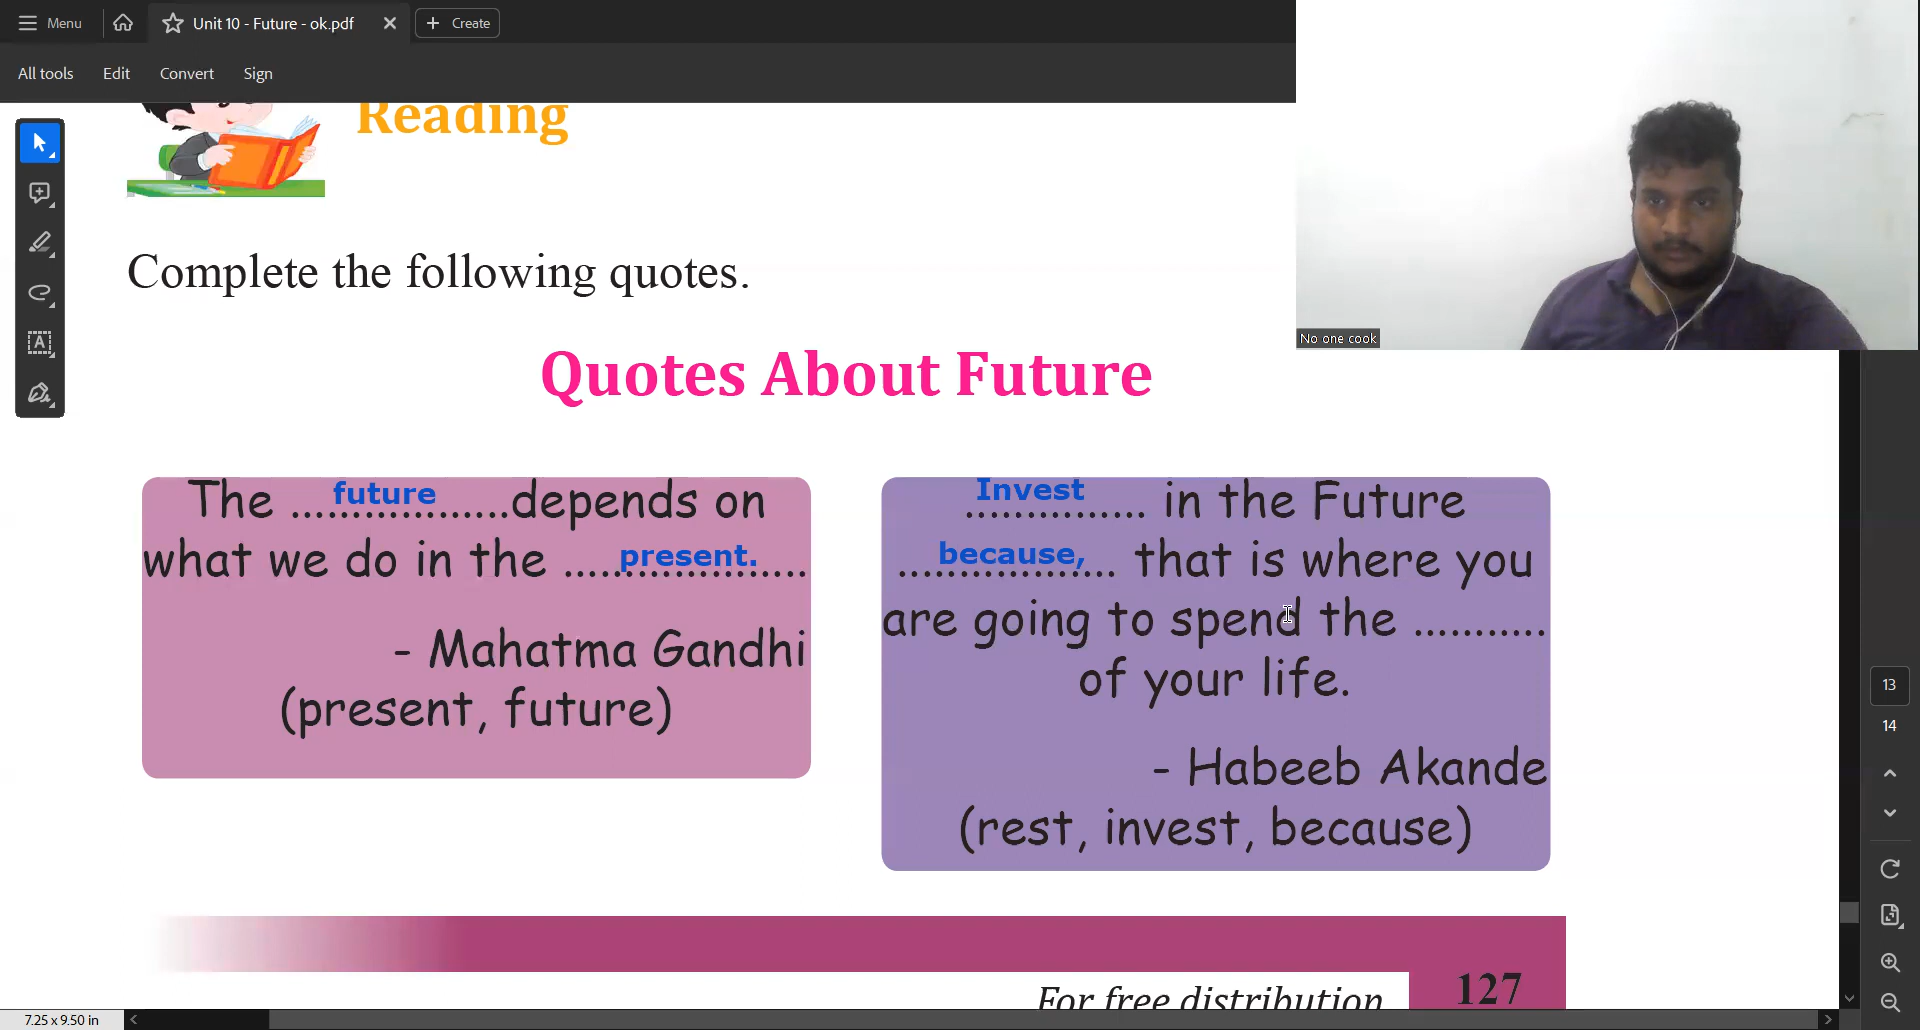 Menu
Unit 10 - Future - ok.pdf
Create
All tools Edit Convert Sign
Reading
No one cook
Complete the following quotes.
Quotes About Future
The ..................depends on
future
what we do in the ....................
present.
- Mahatma Gandhi
(present, future)
............... in the Future
Invest
.................. that is where you
because,
are going to spend the ...........
of your life.
- Habeeb Akande
(rest, invest, because)
13
14
For free distribution
127
7.25 x 9.50 in